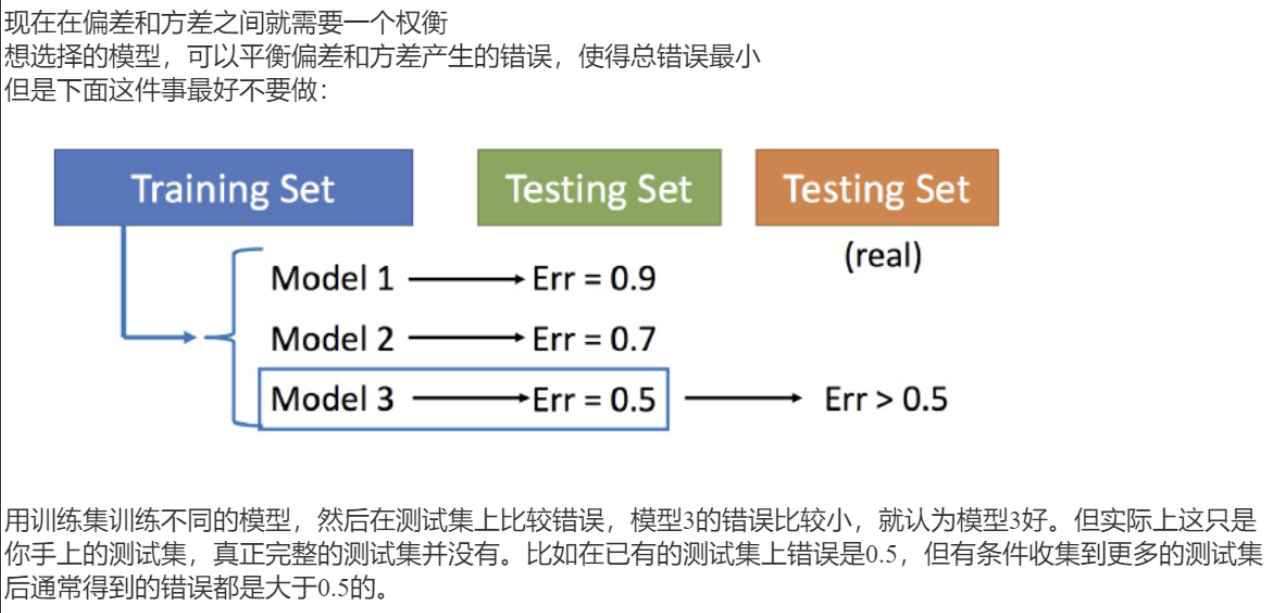 现在在偏差和方差之间就需要一个权衡
想选择的模型，可以平衡偏差和方差产生的错误，使得总错误最小
但是下面这件事最好不要做：
Training Set
Testing Set
Testing Set
(real)
Model 1
Err = 0.9
Model 2
Err = 0.7
Model 3
Err = 0.5
Err > 0.5
用训练集训练不同的模型，然后在测试集上比较错误，模型3的错误比较小，就认为模型3好。但实际上这只是
你手上的测试集，真正完整的测试集并没有。比如在已有的测试集上错误是0.5，但有条件收集到更多的测试集
后通常得到的错误都是大于0.5的。